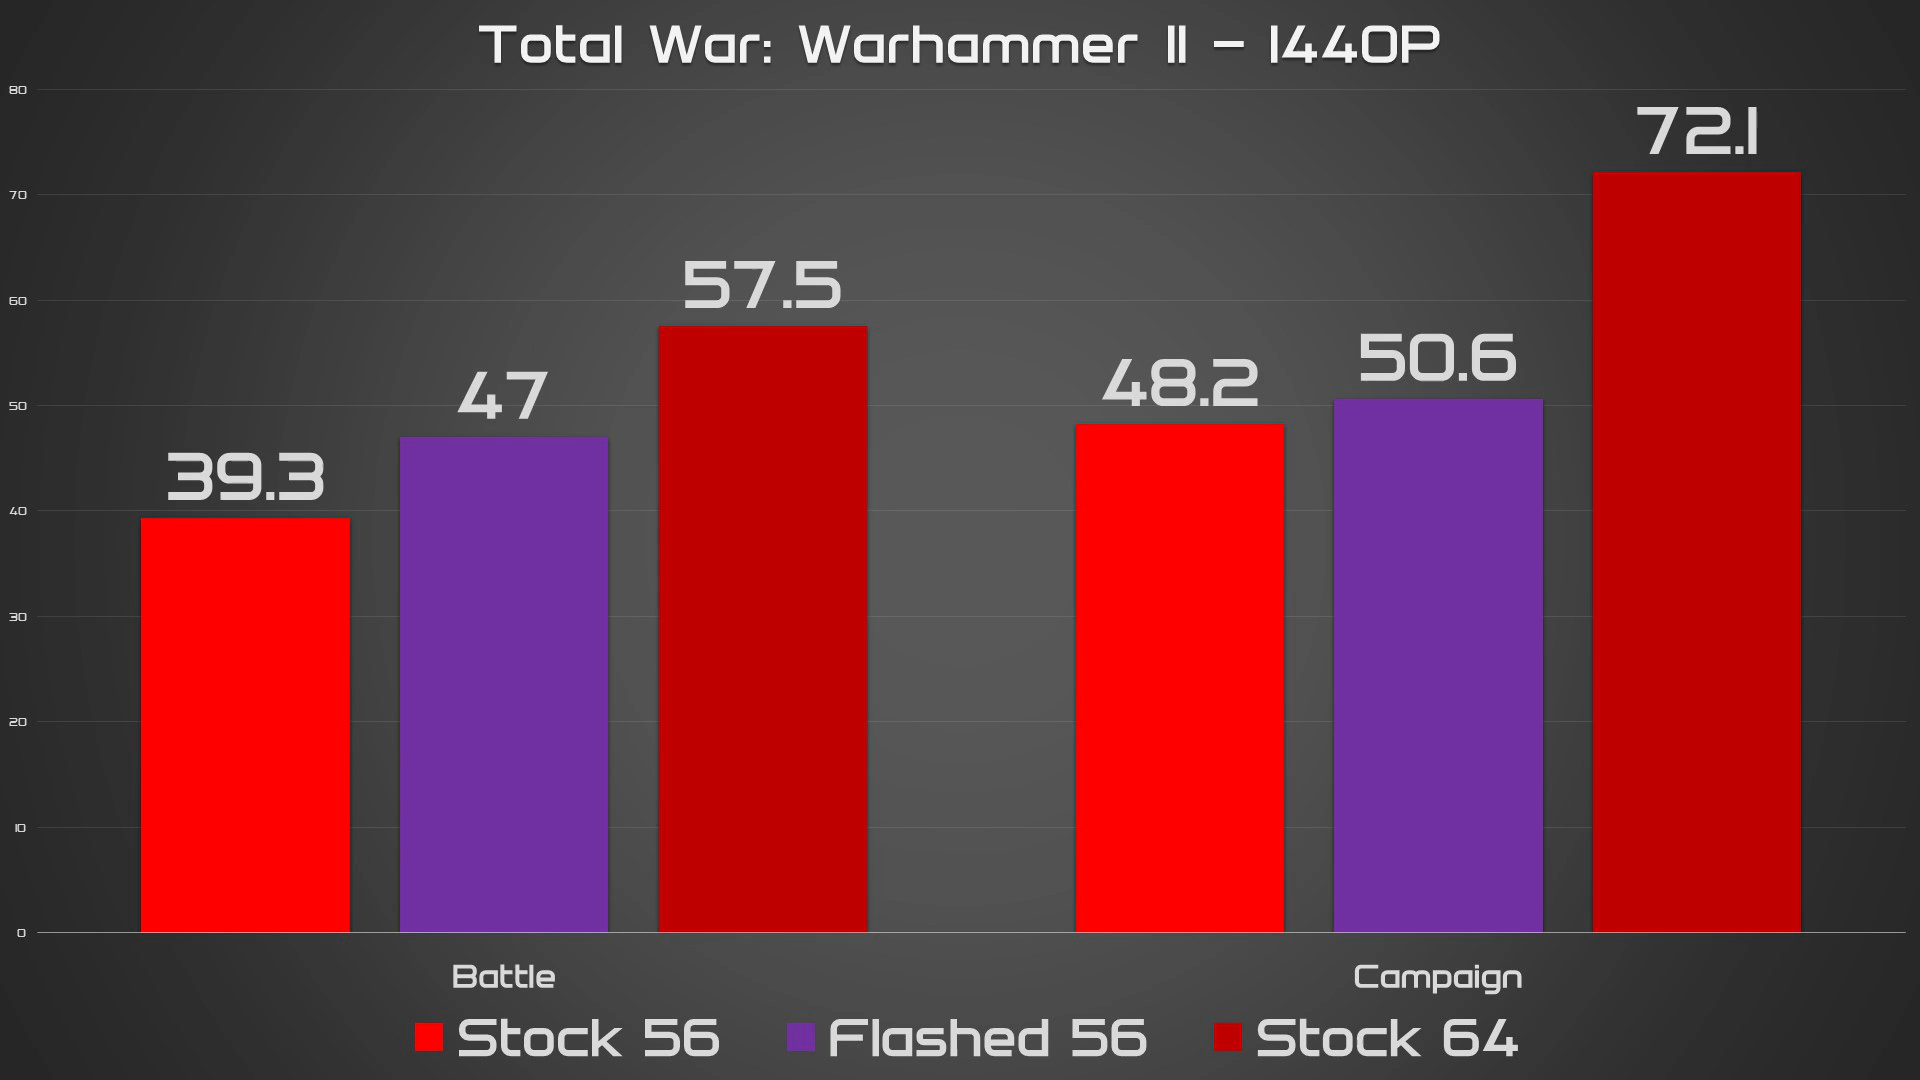 Total War: Warhammer II – 1440P
80
70
60
50
40
30
20
10
0
39.3
47
57.5
48.2
50.6
72.1
Battle
Campaign
Stock 56
Flashed 56
Stock 64